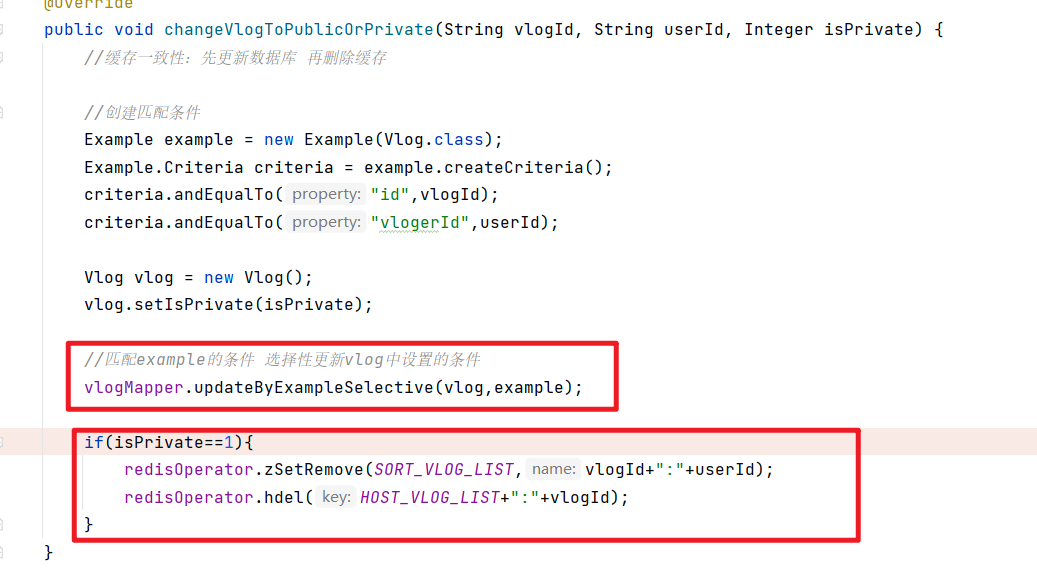 @Override
public void changeVlogToPublicOrPrivate(String vlogId, String userId, Integer isPrivate) {
//缓存一致性：先更新数据库 再删除缓存
//创建匹配条件
Example example = new Example(Vlog.class);
Example.Criteria criteria = example.createCriteria();
criteria.andEqualTo( property: "id",vlogId);
criteria.andEqualTo( property: "vlogerId",userId);
Vlog vlog = new Vlog();
vlog.setIsPrivate(isPrivate);
//匹配example的条件 选择性更新vlog中设置的条件
vlogMapper.updateByExampleSelective(vlog,example);
if(isPrivate==1){
redisOperator.zSetRemove(SORT_VLOG_LIST, name: vlogId+":"+userId);
redisOperator.hdel( key: HOST_VLOG_LIST+":"+vlogId);
}
}